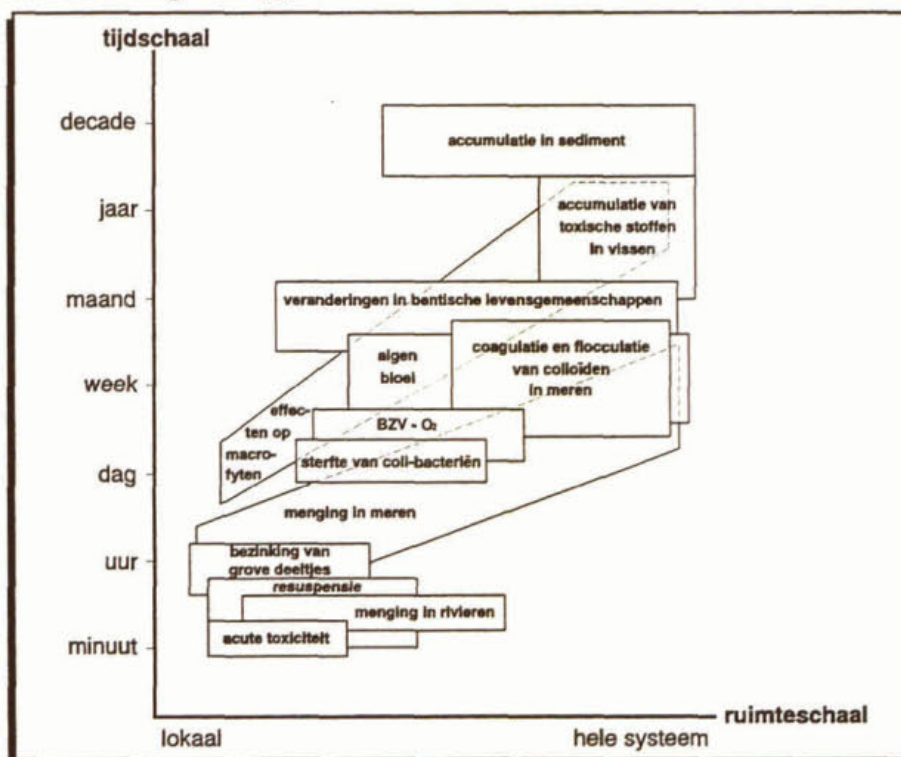 tijdschaal
decade
accumulatie in sediment
jaar
accumulatie van
toxische stoffen
in vissen
maand
veranderingen in bentische levensgemeenschappen
algen
bloei
coagulatie en flocculatie
van colloïden
in meren
week
effec-
ten op
macro-
fyten
BZV - O₂
sterfte van coli-bacteriën
dag
menging in meren
uur
bezinking van
grove deeltjes
resuspensie
menging in rivieren
acute toxiciteit
minuut
ruimteschaal
lokaal
hele systeem